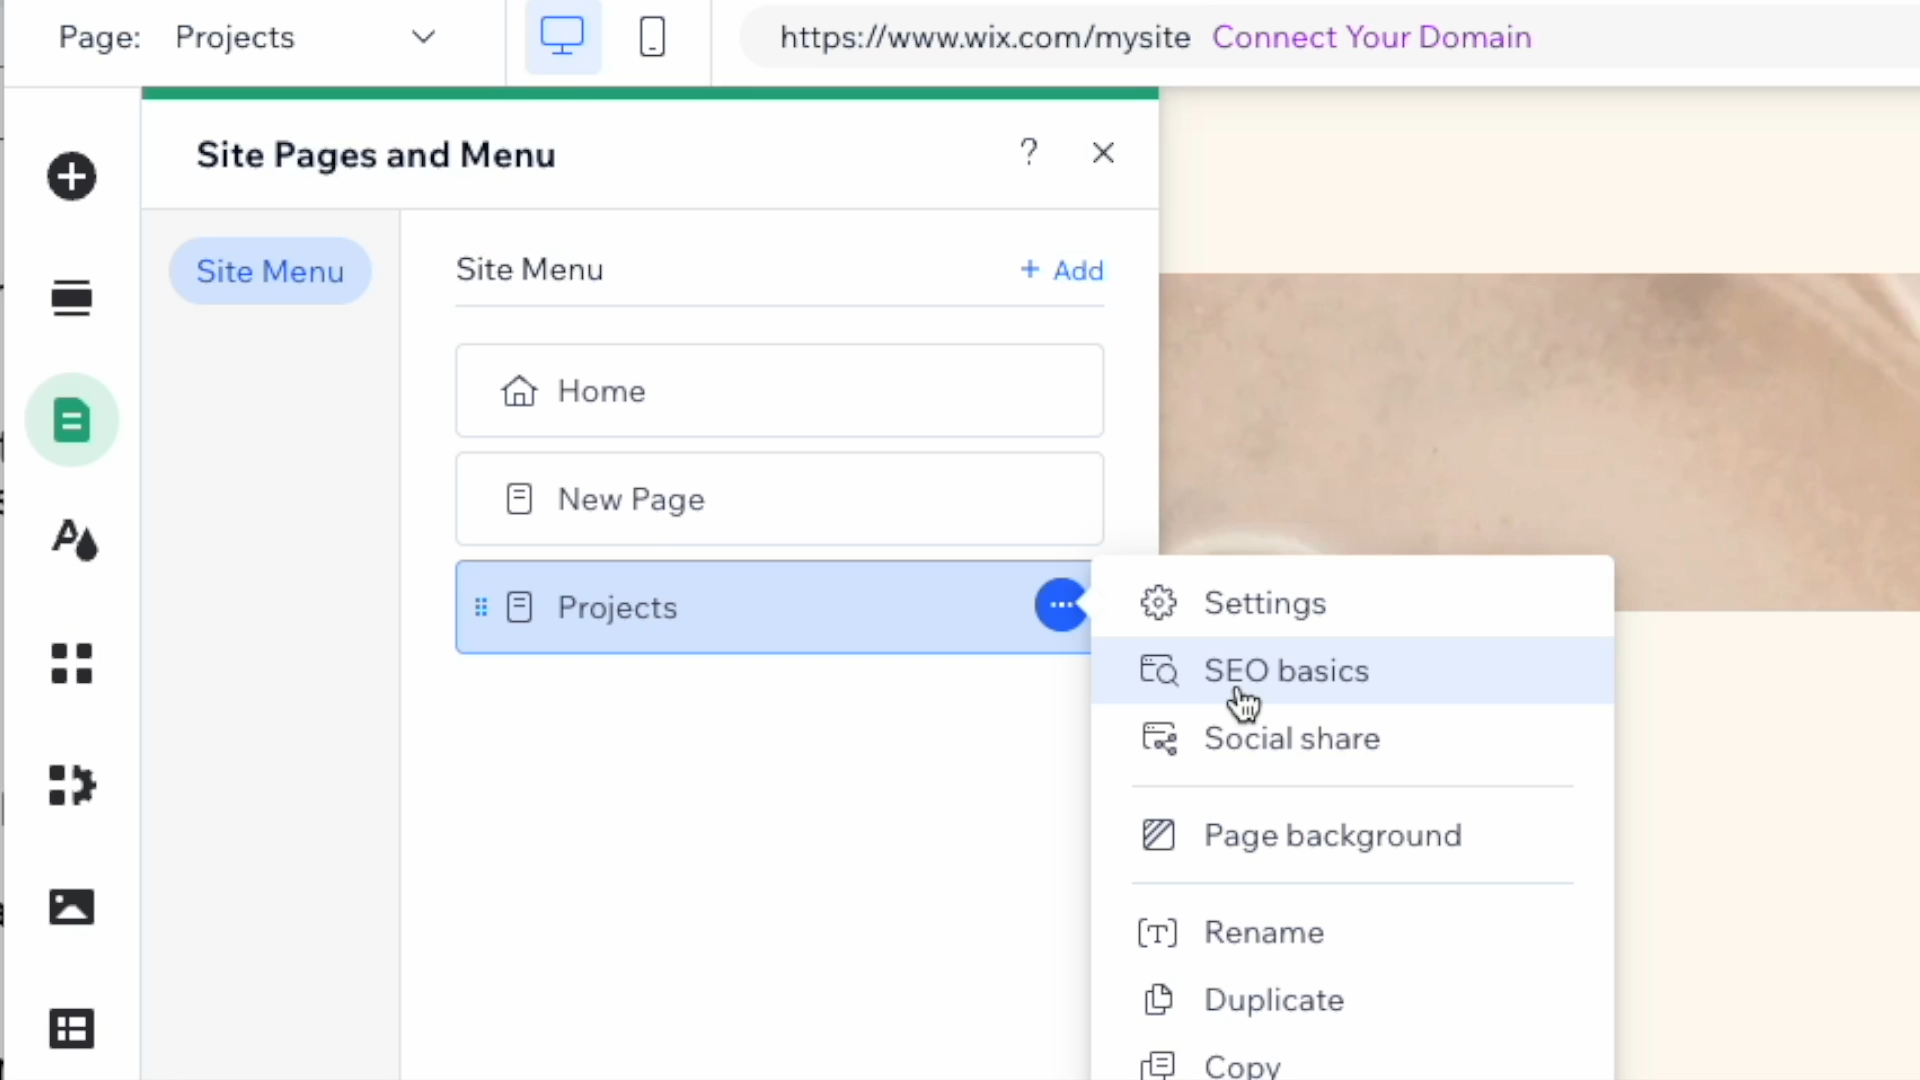 Page: Projects
https://www.wix.com/mysite Connect Your Domain
Site Pages and Menu
?
Site Menu
Site Menu
+ Add
Home
New Page
Projects
Settings
SEO basics
Social share
Page background
Rename
Duplicate
Copy